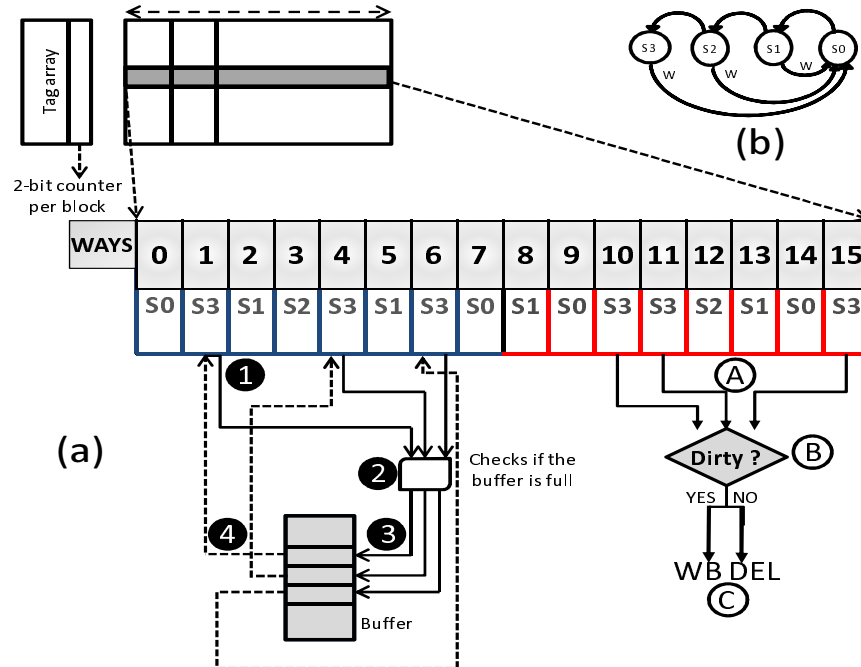 Tag array
2-bit counter
per block
S3 S2 S1 S0
W W W
(b)
WAYS 0 1 2 3 4 5 6 7 8 9 10 11 12 13 14 15
S0 S3 S1 S2 S3 S1 S3 S0 S1 S0 S3 S3 S2 S1 S0 S3
1
A
(a)
2
Checks if the
buffer is full
Dirty ?
B
YES NO
4
3
WB DEL
C
Buffer